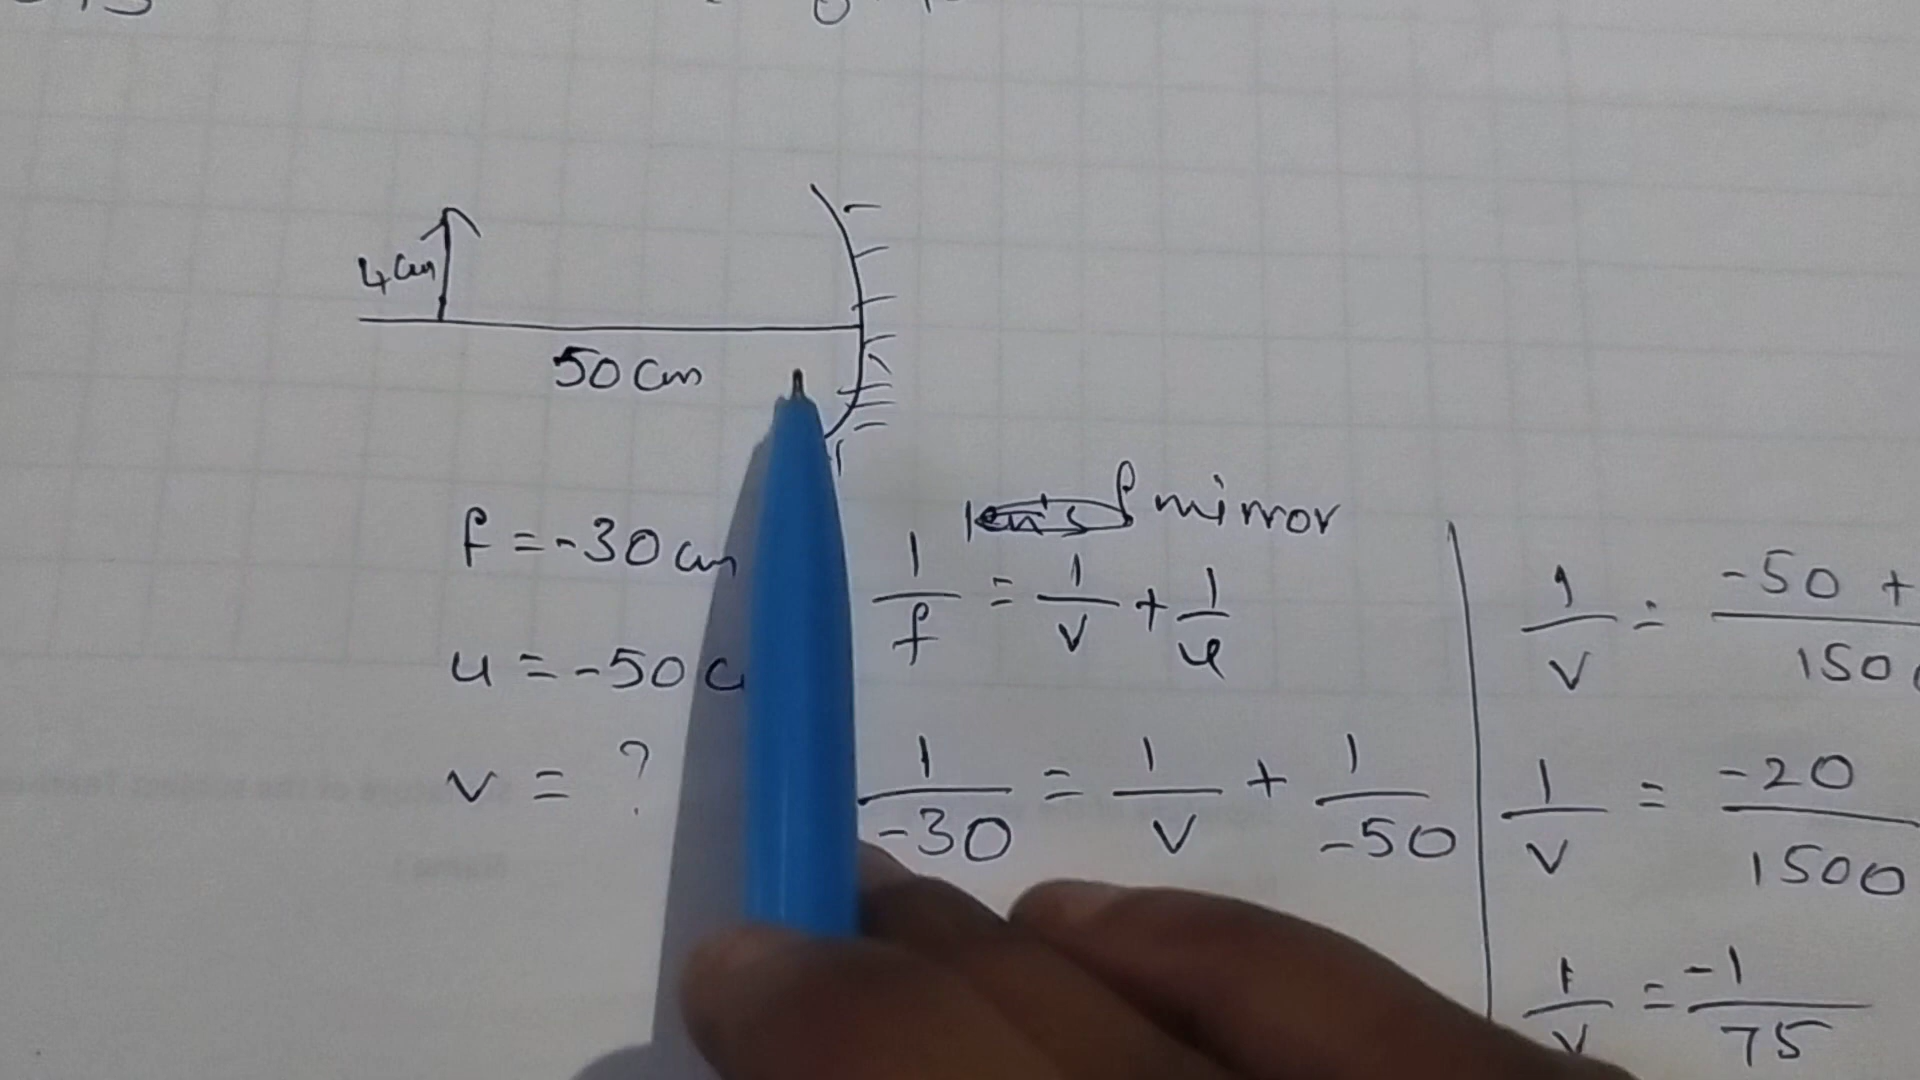 4cm
50 cm
f = -30 cm
u = -50 c
v = ?
mirror
1/f = 1/v + 1/u
1/-30 = 1/v + 1/-50
1/v = -50 +/150
1/v = -20/1500
1/v = -1/75